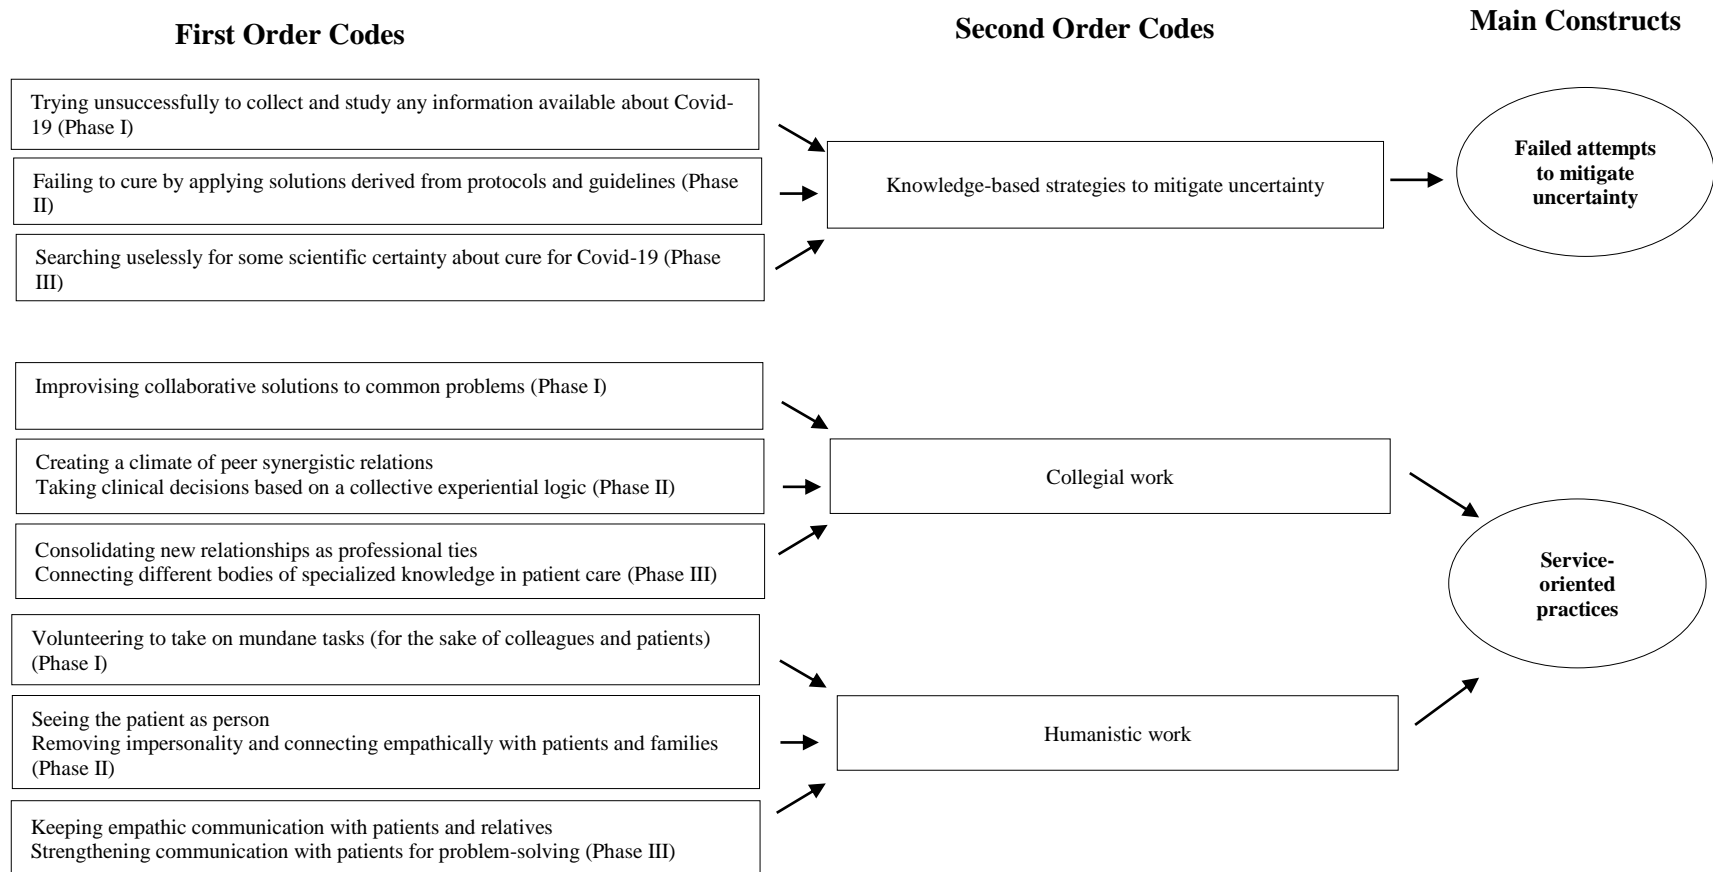 First Order Codes
Second Order Codes
Main Constructs
Trying unsuccessfully to collect and study any information available about Covid-
19 (Phase I)
Failing to cure by applying solutions derived from protocols and guidelines (Phase
II)
Searching uselessly for some scientific certainty about cure for Covid-19 (Phase
III)
Knowledge-based strategies to mitigate uncertainty
Failed attempts
to mitigate
uncertainty
Improvising collaborative solutions to common problems (Phase I)
Creating a climate of peer synergistic relations
Taking clinical decisions based on a collective experiential logic (Phase II)
Consolidating new relationships as professional ties
Connecting different bodies of specialized knowledge in patient care (Phase III)
Collegial work
Volunteering to take on mundane tasks (for the sake of colleagues and patients)
(Phase I)
Seeing the patient as person
Removing impersonality and connecting empathically with patients and families
(Phase II)
Keeping empathic communication with patients and relatives
Strengthening communication with patients for problem-solving (Phase III)
Humanistic work
Service-
oriented
practices